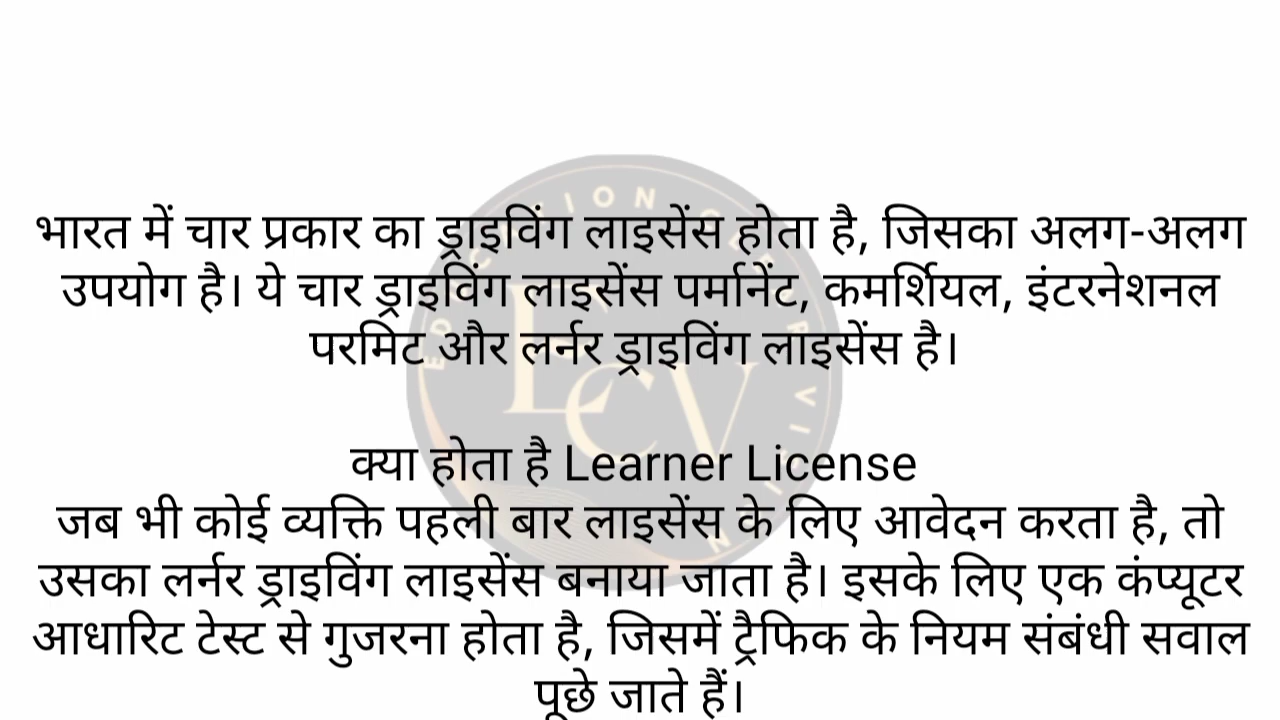 भारत में चार प्रकार का ड्राइविंग लाइसेंस होता है, जिसका अलग-अलग
उपयोग है। ये चार ड्राइविंग लाइसेंस पर्मानेंट, कमर्शियल, इंटरनेशनल
परमिट और लर्नर ड्राइविंग लाइसेंस है।
क्या होता है Learner License
जब भी कोई व्यक्ति पहली बार लाइसेंस के लिए आवेदन करता है, तो
उसका लर्नर ड्राइविंग लाइसेंस बनाया जाता है। इसके लिए एक कंप्यूटर
आधारिट टेस्ट से गुजरना होता है, जिसमें ट्रैफिक के नियम संबंधी सवाल
पूछे जाते हैं।
ECV